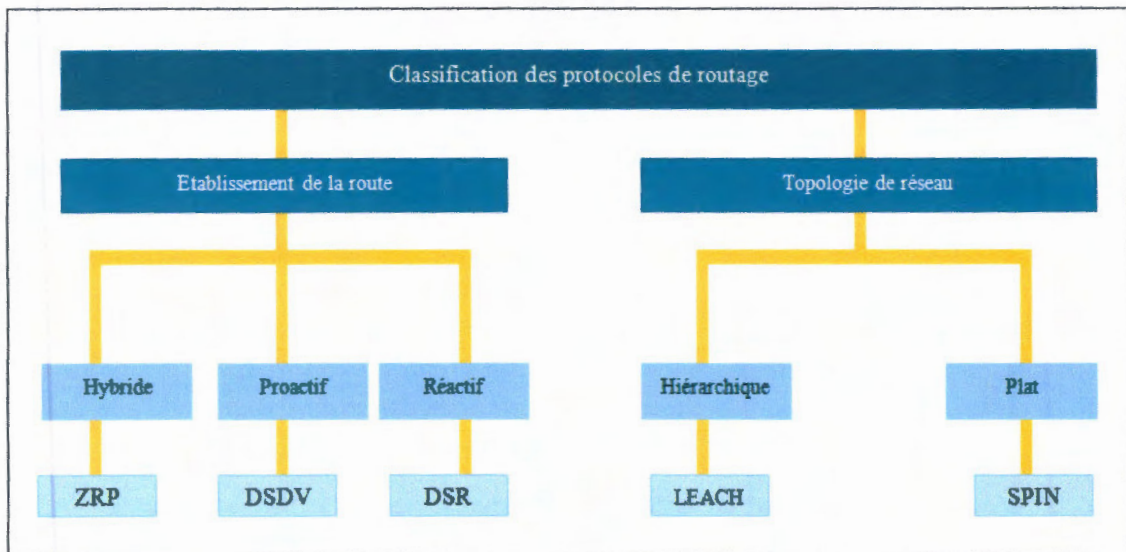 Classification des protocoles de routage
Etablissement de la route
Topologie de réseau
Hybride
Proactif
Réactif
Hiérarchique
Plat
ZRP
DSDV
DSR
LEACH
SPIN